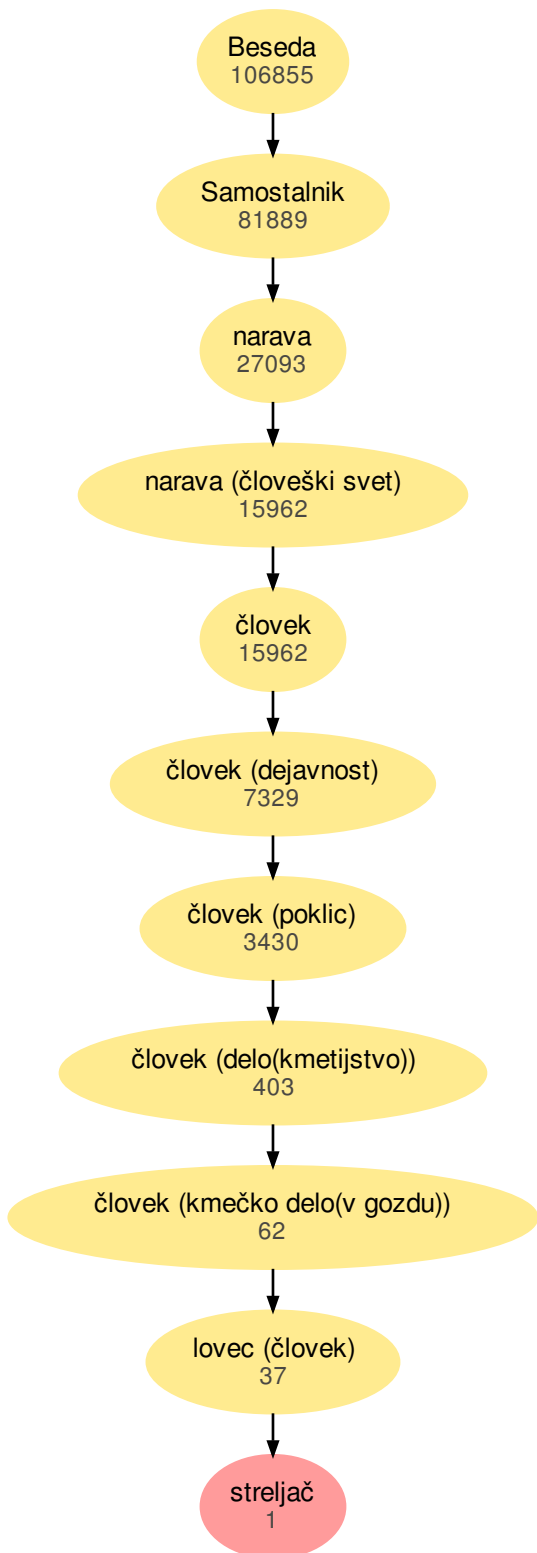 Beseda
106855
Samostalnik
81889
narava
27093
narava (človeški svet)
15962
človek
15962
človek (dejavnost)
7329
človek (poklic)
3430
človek (delo(kmetijstvo))
403
človek (kmečko delo(v gozdu))
62
lovec (človek)
37
streljač
1